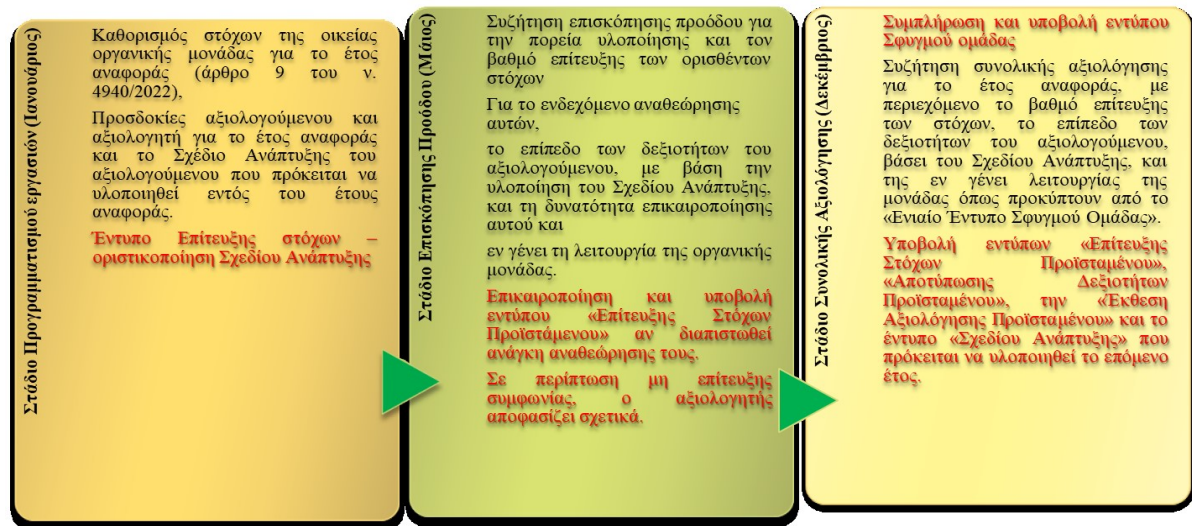 Στάδιο Προγραμματισμού εργασιών (Ιανουάριος)
Καθορισμός στόχων της οικείας
οργανικής μονάδας για το έτος
αναφοράς (άρθρο 9 του ν.
4940/2022),
Προσδοκίες αξιολογούμενου και
αξιολογητή για το έτος αναφοράς
και το Σχέδιο Ανάπτυξης του
αξιολογούμενου που πρόκειται να
υλοποιηθεί εντός του έτους
αναφοράς.
Έντυπο Επίτευξης στόχων –
οριστικοποίηση Σχεδίου Ανάπτυξης
Στάδιο Επισκόπησης Προόδου (Μάιος)
Συζήτηση επισκόπησης προόδου για
την πορεία υλοποίησης και τον
βαθμό επίτευξης των ορισθέντων
στόχων
Για το ενδεχόμενο αναθεώρησης
αυτών,
το επίπεδο των δεξιοτήτων του
αξιολογούμενου, με βάση την
υλοποίηση του Σχεδίου Ανάπτυξης,
και τη δυνατότητα επικαιροποίησης
αυτού και
εν γένει τη λειτουργία της οργανικής
μονάδας.
Επικαιροποίηση και υποβολή
εντύπου «Επίτευξης Στόχων
Προϊστάμενου» αν διαπιστωθεί
ανάγκη αναθεώρησης τους.
Σε περίπτωση μη επίτευξης
συμφωνίας, ο αξιολογητής
αποφασίζει σχετικά.
Στάδιο Συνολικής Αξιολόγησης (Δεκέμβριος)
Συμπλήρωση και υποβολή εντύπου
Σφυγμού ομάδας
Συζήτηση συνολικής αξιολόγησης
για το έτος αναφοράς, με
περιεχόμενο το βαθμό επίτευξης
των στόχων, το επίπεδο των
δεξιοτήτων του αξιολογούμενου,
βάσει του Σχεδίου Ανάπτυξης, και
της εν γένει λειτουργίας της
μονάδας όπως προκύπτουν από το
«Ενιαίο Έντυπο Σφυγμού Ομάδας».
Υποβολή εντύπων «Επίτευξης
Στόχων Προϊσταμένου»,
«Αποτύπωσης Δεξιοτήτων
Προϊσταμένου», την «Έκθεση
Αξιολόγησης Προϊσταμένου» και το
έντυπο «Σχεδίου Ανάπτυξης» που
πρόκειται να υλοποιηθεί το επόμενο
έτος.